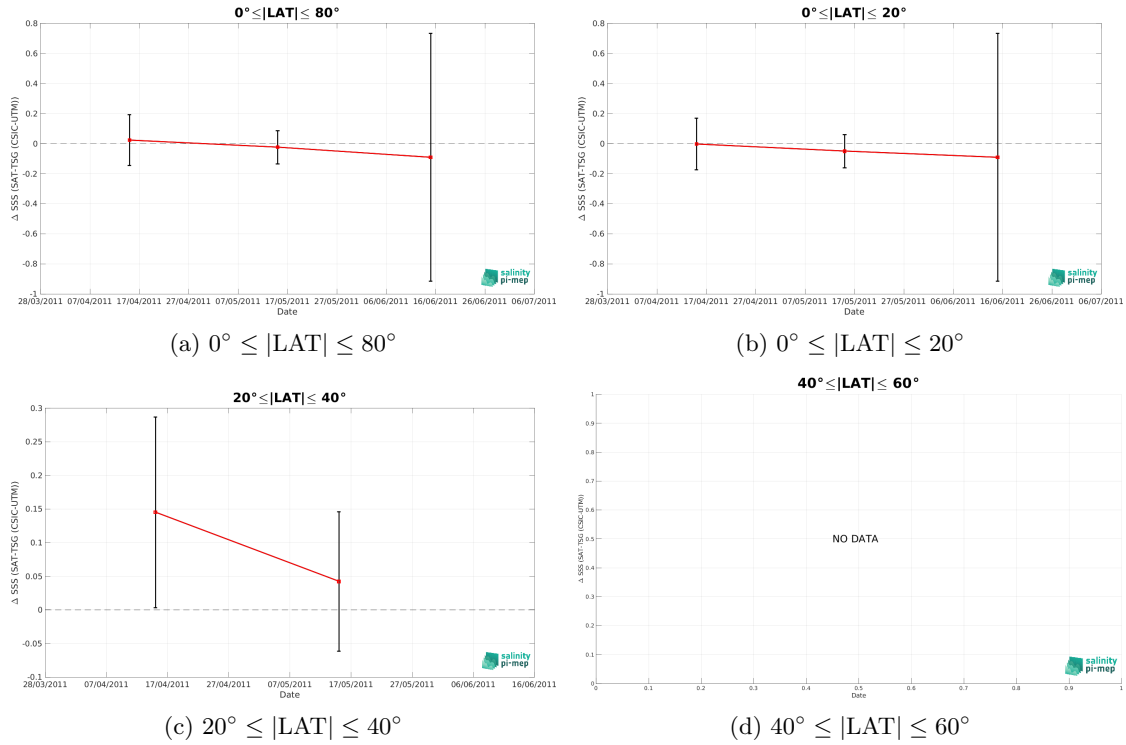 0°≤|LAT|≤ 80°
0.8
0.6
0.4
0.2
0
-0.2
-0.4
-0.6
-0.8
-1
Δ SSS (SAT-TSG (CSIC-UTM))
28/03/2011 07/04/2011 17/04/2011 27/04/2011 07/05/2011 17/05/2011 27/05/2011 06/06/2011 16/06/2011 26/06/2011 06/07/2011
Date
salinity
pi-mep
(a) 0° ≤ |LAT| ≤ 80°
0°≤|LAT|≤ 20°
0.8
0.6
0.4
0.2
0
-0.2
-0.4
-0.6
-0.8
-1
Δ SSS (SAT-TSG (CSIC-UTM))
28/03/2011 07/04/2011 17/04/2011 27/04/2011 07/05/2011 17/05/2011 27/05/2011 06/06/2011 16/06/2011 26/06/2011 06/07/2011
Date
salinity
pi-mep
(b) 0° ≤ |LAT| ≤ 20°
20°≤|LAT|≤ 40°
0.3
0.25
0.2
0.15
0.1
0.05
0
-0.05
-0.1
Δ SSS (SAT-TSG (CSIC-UTM))
28/03/2011 07/04/2011 17/04/2011 27/04/2011 07/05/2011 17/05/2011 27/05/2011 06/06/2011 16/06/2011
Date
salinity
pi-mep
(c) 20° ≤ |LAT| ≤ 40°
40°≤|LAT|≤ 60°
1
0.9
0.8
0.7
0.6
0.5
0.4
0.3
0.2
0.1
0
Δ SSS (SAT-TSG (CSIC-UTM))
NO DATA
0 0.1 0.2 0.3 0.4 0.5 0.6 0.7 0.8 0.9 1
Date
salinity
pi-mep
(d) 40° ≤ |LAT| ≤ 60°